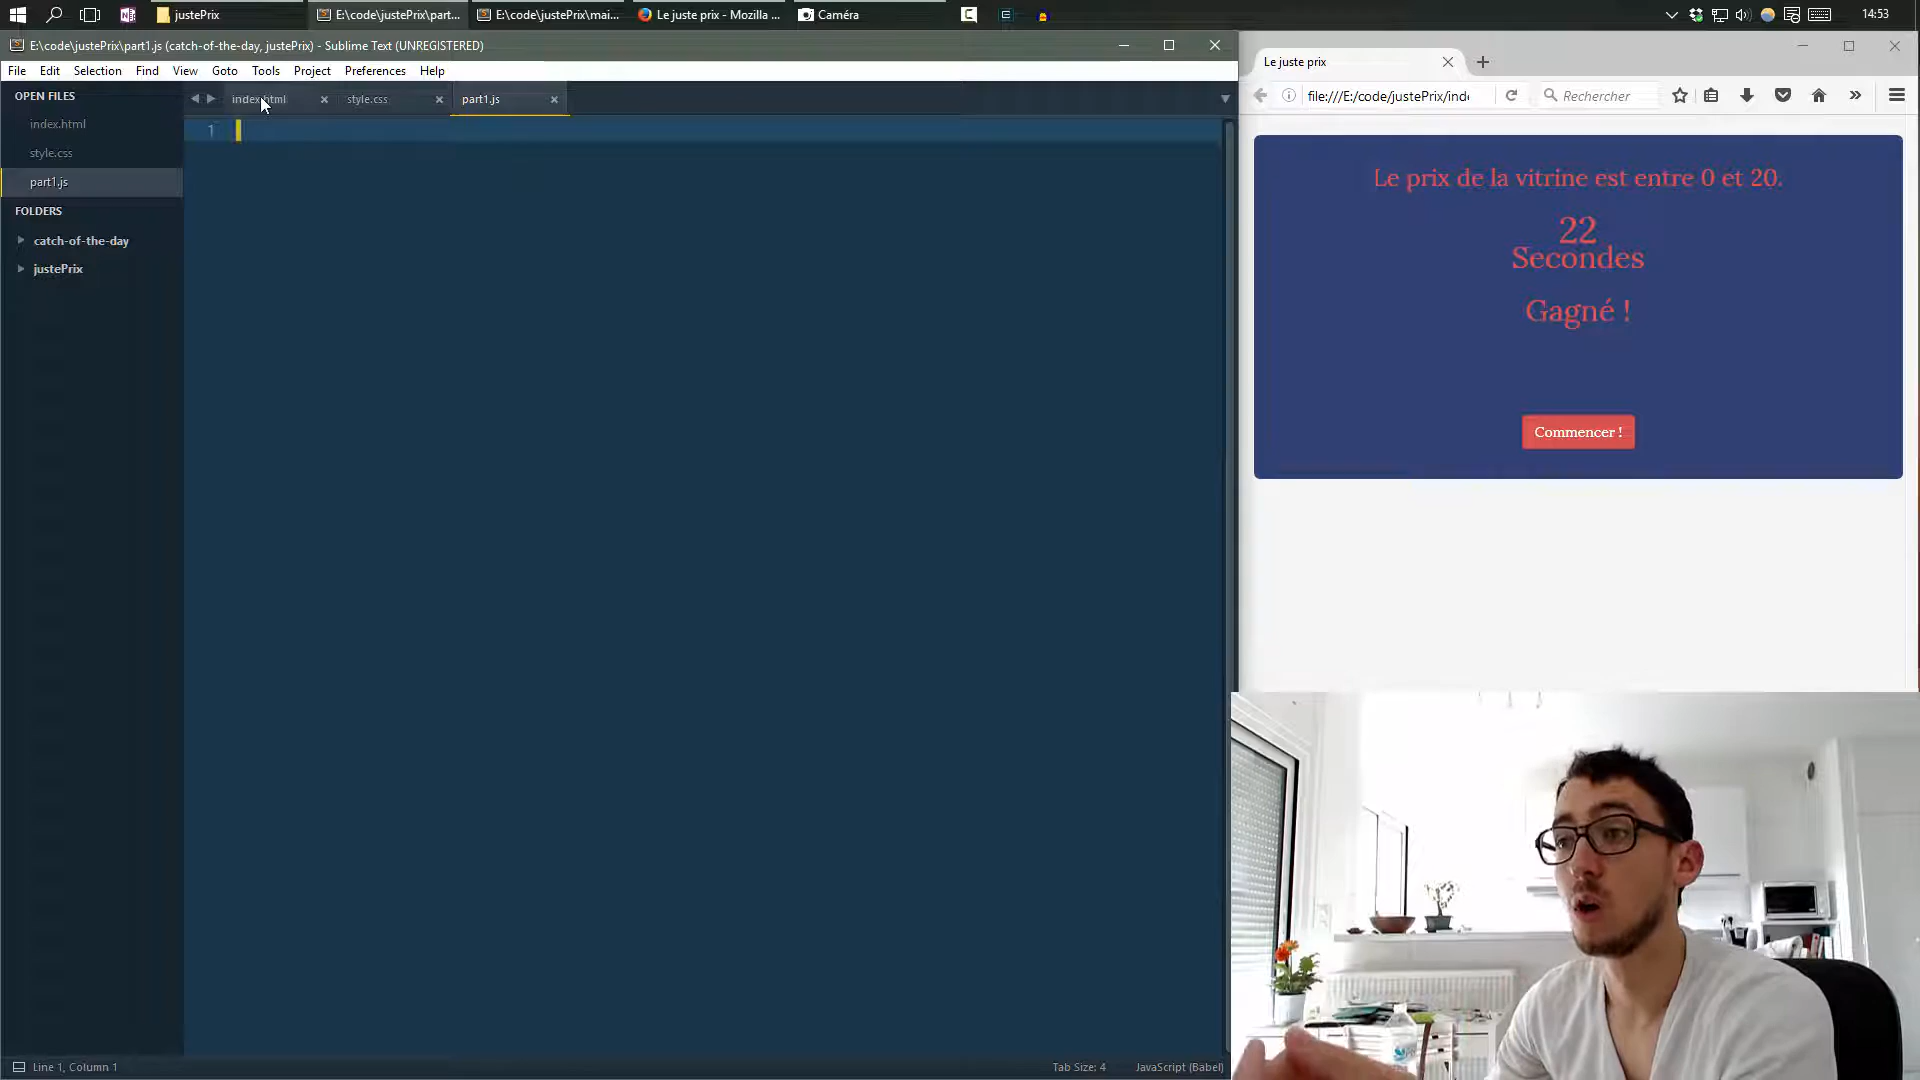 justePrix
E:\code\justePrix\part...
E:\code\justePrix\mai...
Le juste prix - Mozilla ...
Caméra
14:53
E:\code\justePrix\part1.js (catch-of-the-day, justePrix) - Sublime Text (UNREGISTERED)
File Edit Selection Find View Goto Tools Project Preferences Help
OPEN FILES
index.html
style.css
part1.js
FOLDERS
catch-of-the-day
justePrix
index.html
style.css
part1.js
1
Line 1, Column 1
Tab Size: 4
JavaScript (Babel)
Le juste prix
file:///E:/code/justePrix/inde
Rechercher
Le prix de la vitrine est entre 0 et 20.
22
Secondes
Gagné !
Commencer !